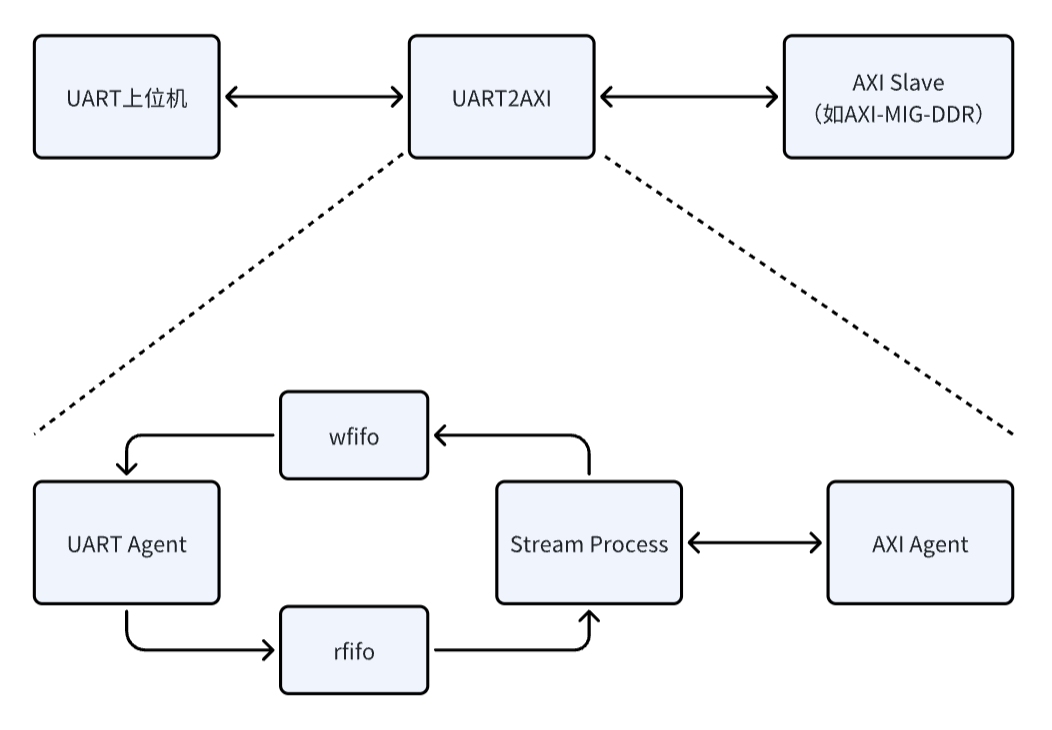 UART上位机
UART2AXI
AXI Slave
（如AXI-MIG-DDR）
wfifo
UART Agent
Stream Process
AXI Agent
rfifo